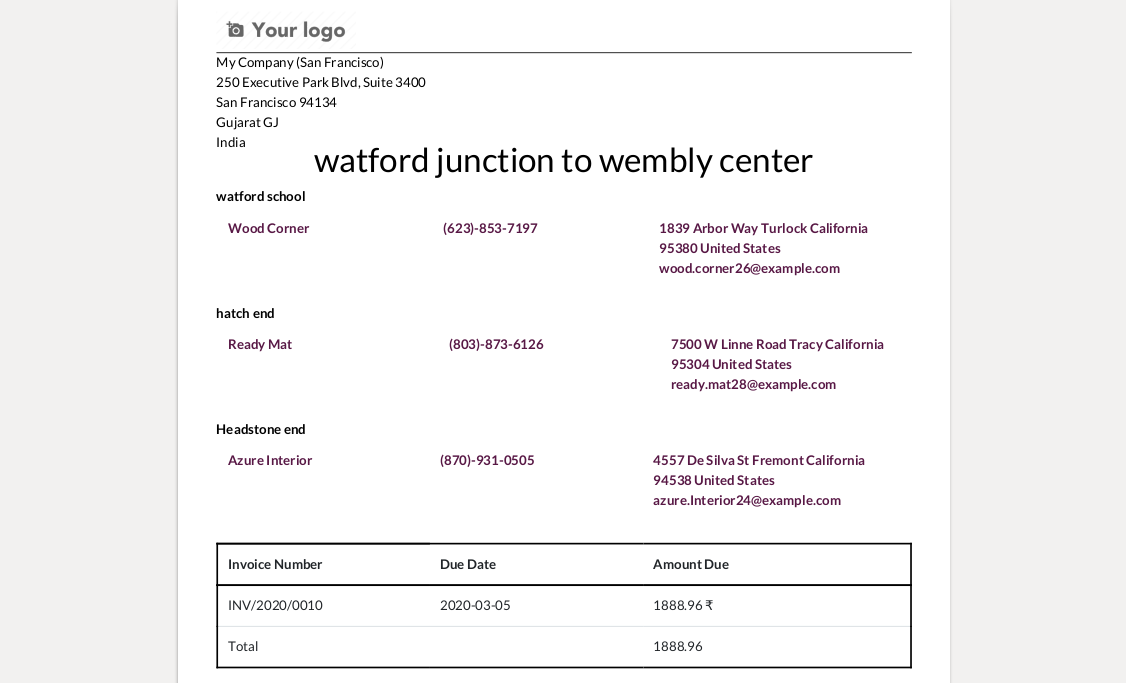 Your logo
My Company (San Francisco)
250 Executive Park Blvd, Suite 3400
San Francisco 94134
Gujarat GJ
India
watford junction to wembly center
watford school
Wood Corner (623)-853-7197 1839 Arbor Way Turlock California
95380 United States
wood.corner26@example.com
hatch end
Ready Mat (803)-873-6126 7500 W Linne Road Tracy California
95304 United States
ready.mat28@example.com
Headstone end
Azure Interior (870)-931-0505 4557 De Silva St Fremont California
94538 United States
azure.Interior24@example.com
Invoice Number Due Date Amount Due
INV/2020/0010 2020-03-05 1888.96 ₹
Total 1888.96